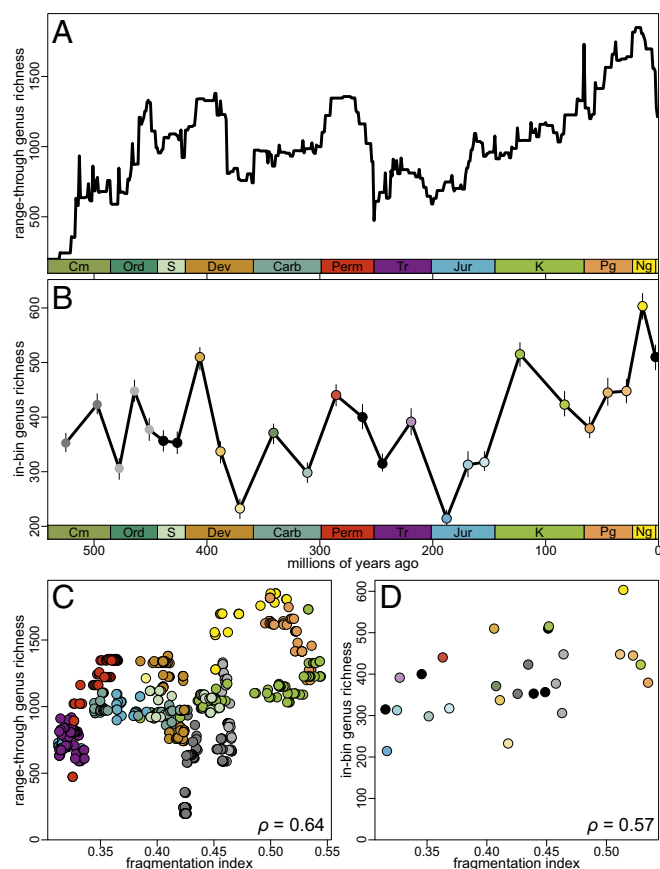 A
range-through genus richness
1500
1000
500
Cm Ord S Dev Carb Perm Tr Jur K Pg Ng
B
in-bin genus richness
600
500
400
300
200
Cm Ord S Dev Carb Perm Tr Jur K Pg Ng
500 400 300 200 100 0
millions of years ago
C
range-through genus richness
1500
1000
500
0
ρ = 0.64
0.35 0.40 0.45 0.50 0.55
fragmentation index
D
in-bin genus richness
600
500
400
300
200
100
0
ρ = 0.57
0.35 0.40 0.45 0.50
fragmentation index